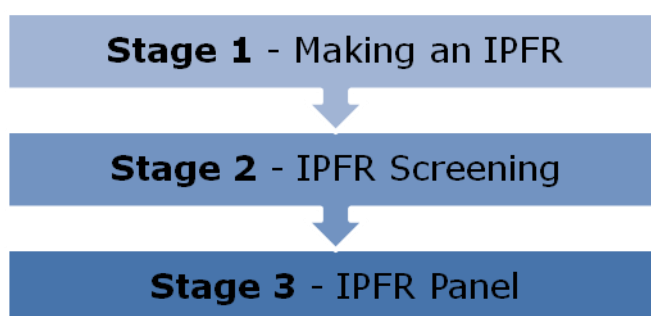 Stage 1 - Making an IPFR
Stage 2 - IPFR Screening
Stage 3 - IPFR Panel